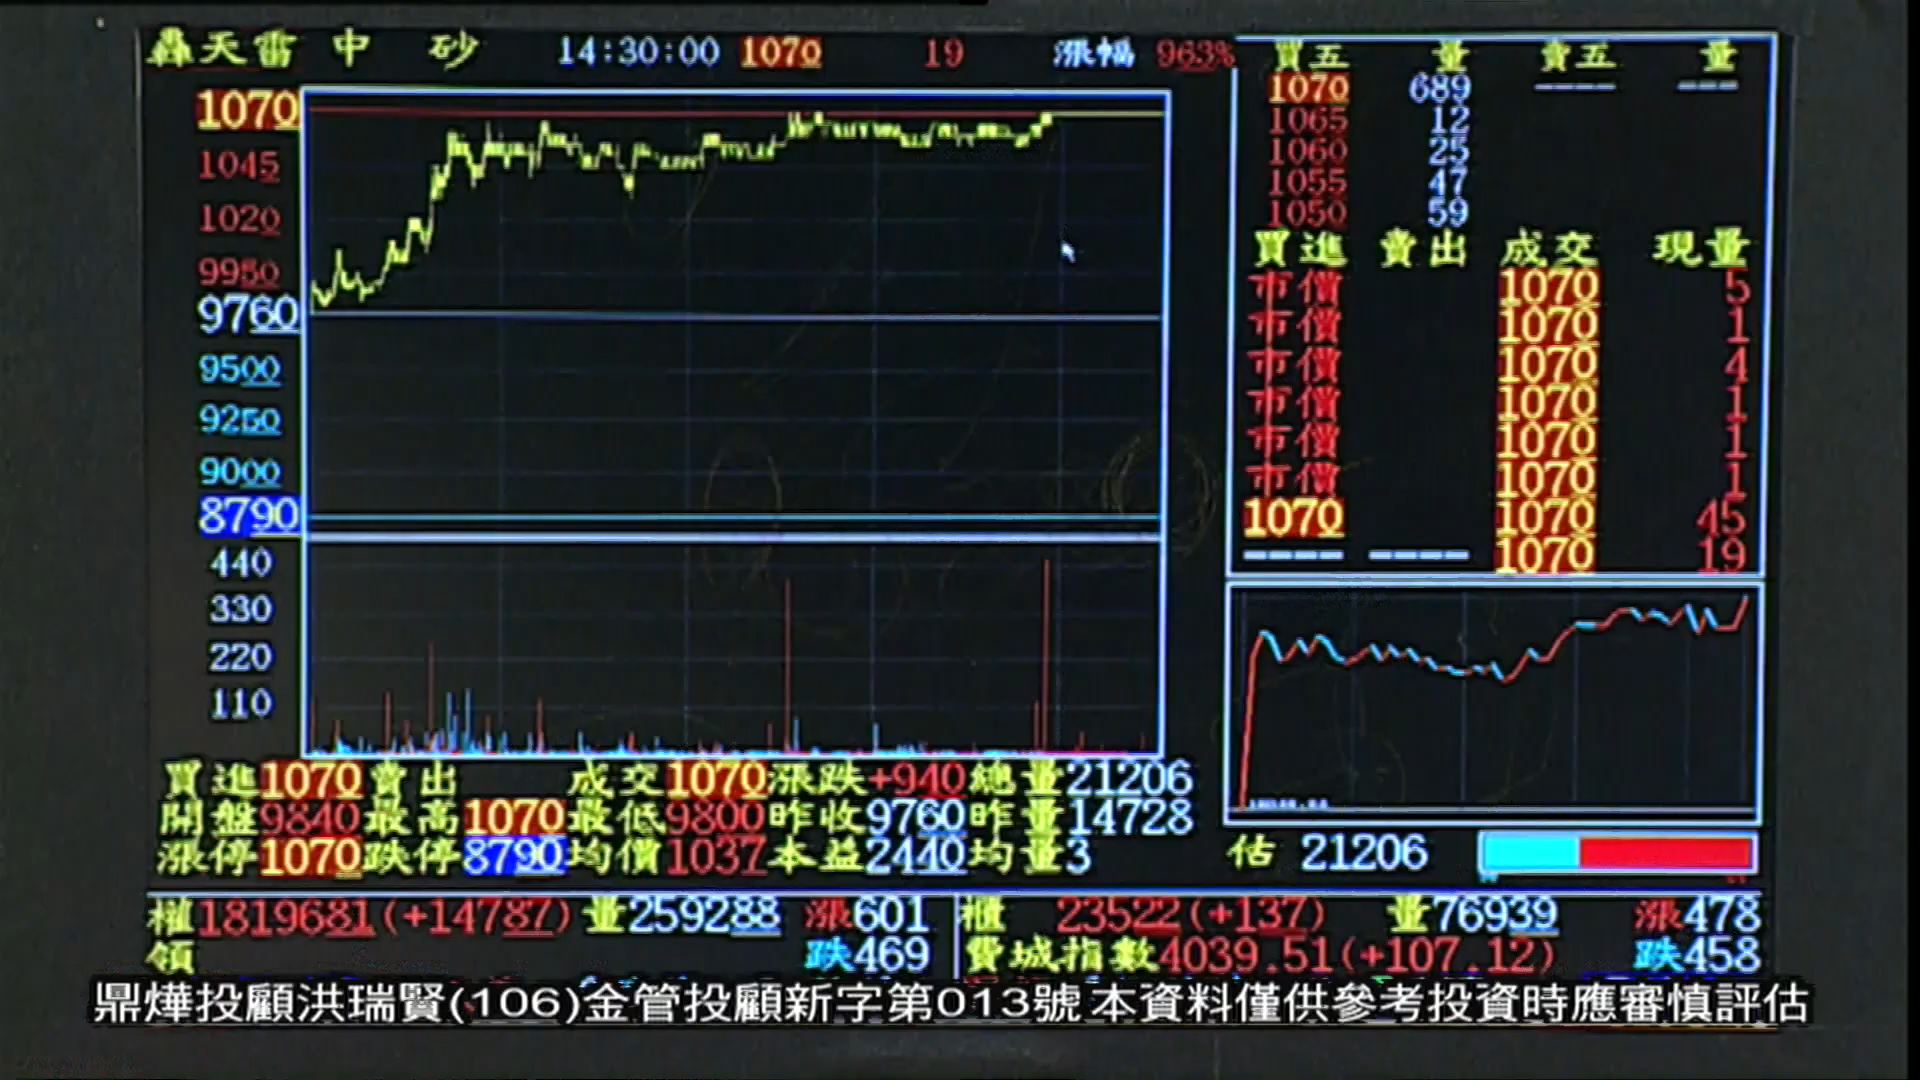 轟天雷 中 砂 14:30:00 1070 19 漲幅 963%
買五 量 賣五 量
1070 689 ---- ---
1065 12
1060 25
1055 47
1050 59
買進 賣出 成交 現量
市價 1070 5
市價 1070 1
市價 1070 4
市價 1070 1
市價 1070 1
市價 1070 1
1070 1070 45
---- ---- 1070 19
1070
1045
1020
9950
9760
9500
9250
9000
8790
440
330
220
110
買進1070 賣出 成交1070 漲跌+940 總量21206
開盤9840 最高1070 最低9800 昨收9760 昨量14728
漲停1070 跌停8790 均價1037 本益2440 均量3
估 21206
權1819681(+14787) 量259288 漲601
領 跌469
櫃 23522(+137) 量76939 漲478
費城指數4039.51(+107.12) 跌458
鼎燁投顧洪瑞賢(106)金管投顧新字第013號 本資料僅供參考投資時應審慎評估